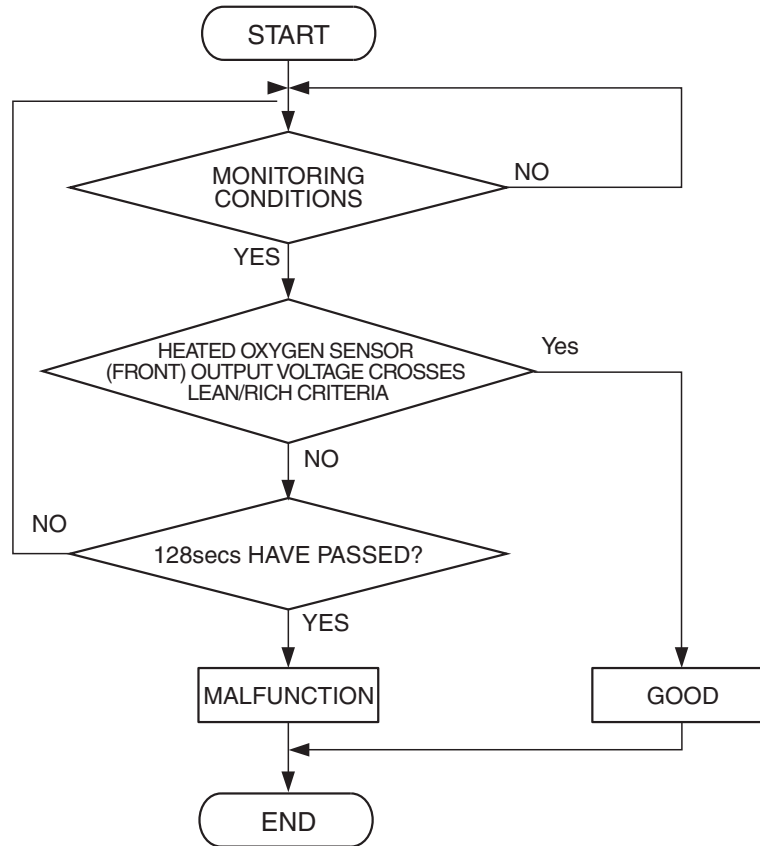 START
MONITORING
CONDITIONS
NO
YES
HEATED OXYGEN SENSOR
(FRONT) OUTPUT VOLTAGE CROSSES
LEAN/RICH CRITERIA
Yes
NO
NO
128secs HAVE PASSED?
YES
MALFUNCTION
GOOD
END